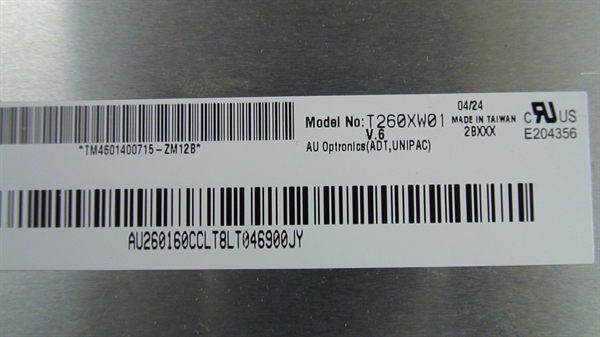 *TM4601400715-ZM12B*
Model No:T260XW01
V.6
AU Optronics(ADT,UNIPAC)
04/24
MADE IN TAIWAN
2BXXX
C RU US
E204356
AU260160CCLT8LT046900JY